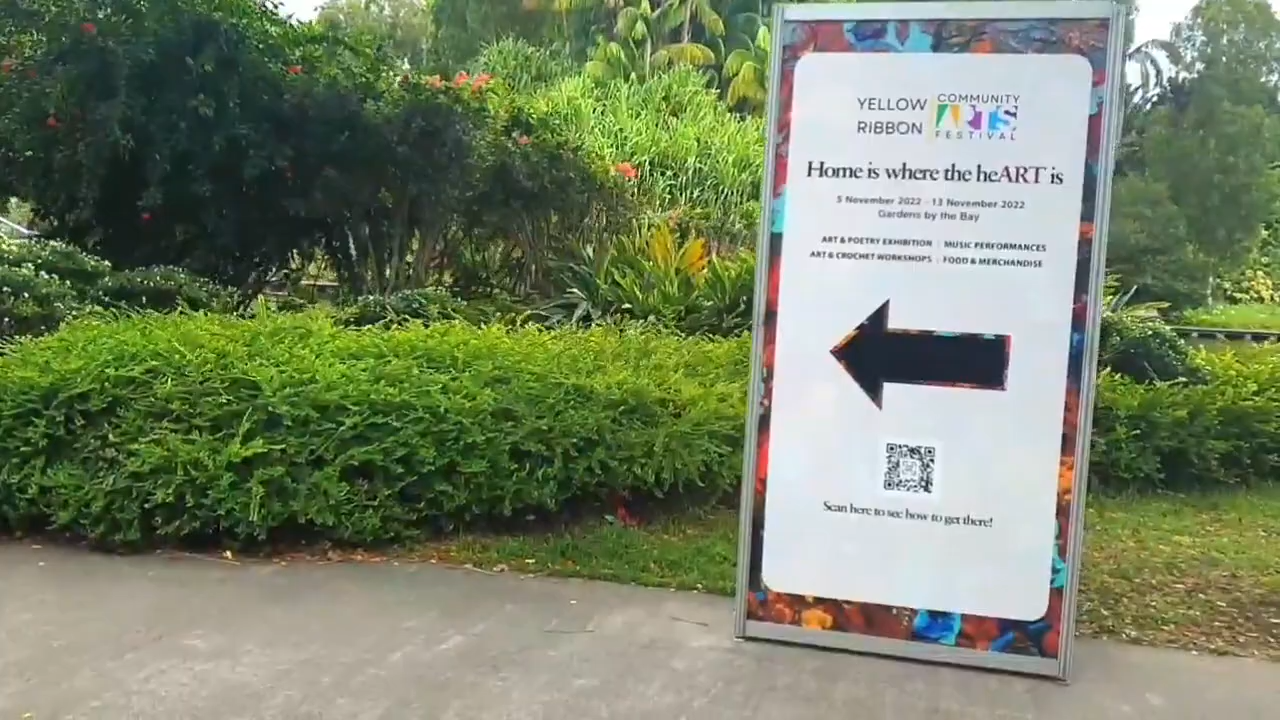 YELLOW
RIBBON
COMMUNITY
ARTS
FESTIVAL
Home is where the heART is
5 November 2022 - 13 November 2022
Gardens by the Bay
ART & POETRY EXHIBITION | MUSIC PERFORMANCES
ART & CROCHET WORKSHOPS | FOOD & MERCHANDISE
Scan here to see how to get there!